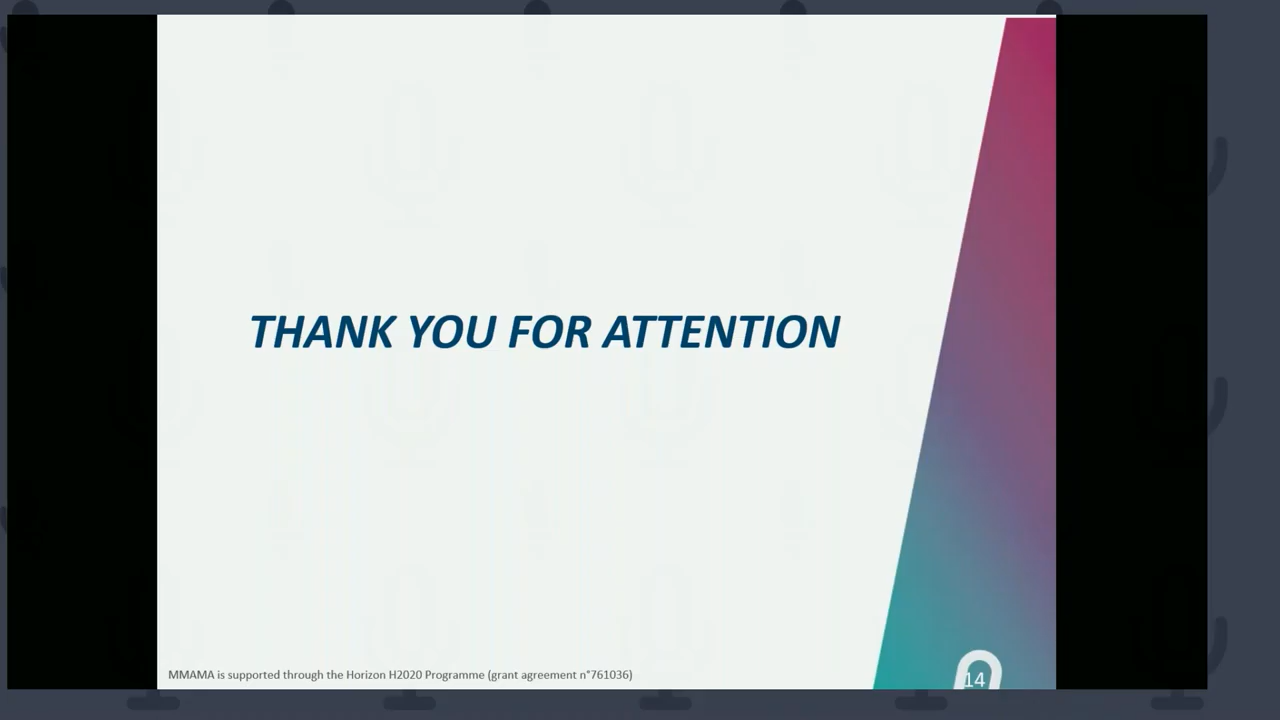 THANK YOU FOR ATTENTION
MMAMA is supported through the Horizon H2020 Programme (grant agreement n°761036)
14